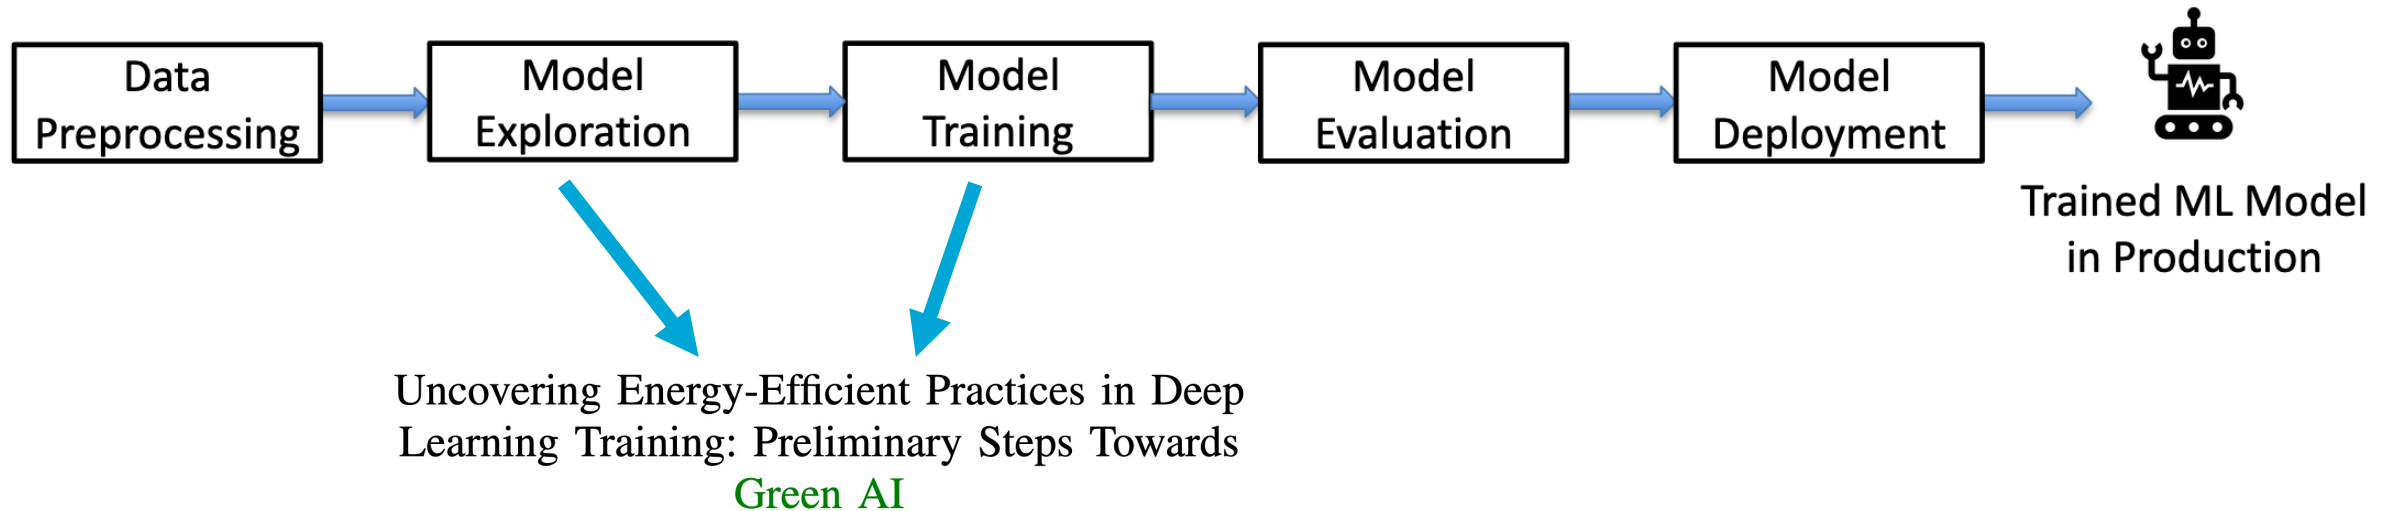 Data
Preprocessing
Model
Exploration
Model
Training
Model
Evaluation
Model
Deployment
Trained ML Model
in Production
Uncovering Energy-Efficient Practices in Deep
Learning Training: Preliminary Steps Towards
Green AI